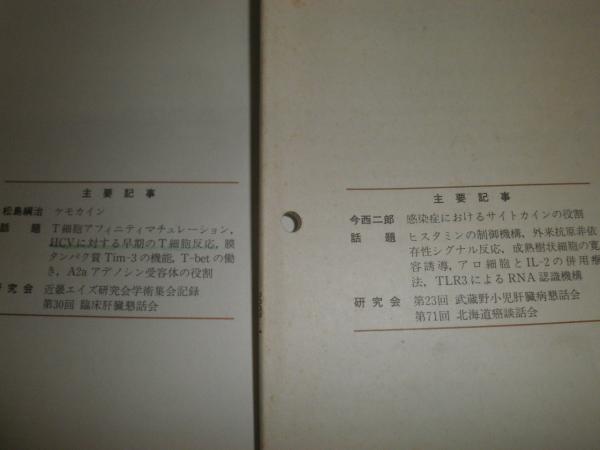 主要記事
松島綱治 ケモカイン
話題 T細胞アフィニティマチュレーション,
HCVに対する早期のT細胞反応, 膜
タンパク質Tim-3の機能, T-betの働
き, A2aアデノシン受容体の役割
研究会 近畿エイズ研究会学術集会記録
第30回 臨床肝臓懇話会
主要記事
今西二郎 感染症におけるサイトカインの役割
話題 ヒスタミンの制御機構, 外来抗原非依
存性シグナル反応, 成熟樹状細胞の寛
容誘導, アロ細胞とIL-2の併用療
法, TLR3によるRNA認識機構
研究会 第23回 武蔵野小児肝臓病懇話会
第71回 北海道癌談話会